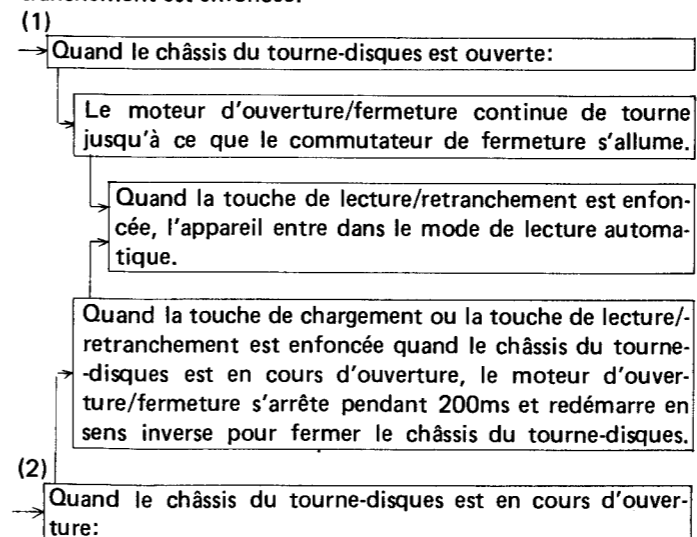 (1)
Quand le châssis du tourne-disques est ouverte:
Le moteur d'ouverture/fermeture continue de tourne
jusqu'à ce que le commutateur de fermeture s'allume.
Quand la touche de lecture/retranchement est enfon-
cée, l'appareil entre dans le mode de lecture automa-
tique.
Quand la touche de chargement ou la touche de lecture/-
retranchement est enfoncée quand le châssis du tourne-
-disques est en cours d'ouverture, le moteur d'ouver-
ture/fermeture s'arrête pendant 200ms et redémarre en
sens inverse pour fermer le châssis du tourne-disques.
(2)
Quand le châssis du tourne-disques est en cours d'ouver-
ture: